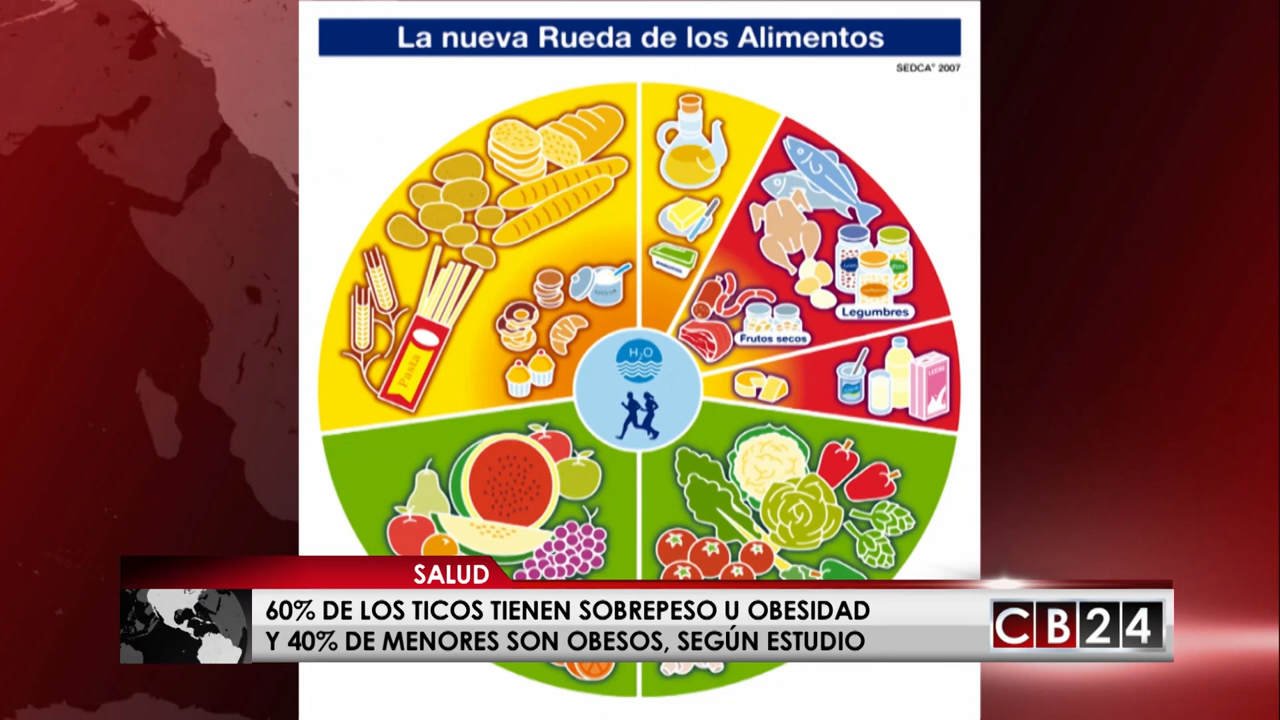 La nueva Rueda de los Alimentos
SEDCA® 2007
Pasta
H₂O
Legumbres
Frutos secos
LECHE
SALUD
60% DE LOS TICOS TIENEN SOBREPESO U OBESIDAD
Y 40% DE MENORES SON OBESOS, SEGÚN ESTUDIO
CB24